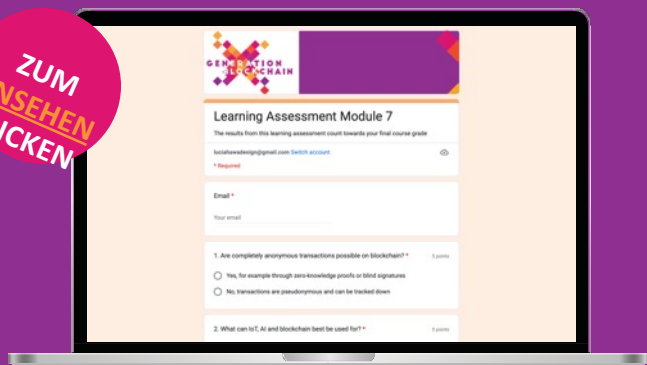 ZUM
NSEHEN
ICKEN
GENERATION
BLOCKCHAIN
Learning Assessment Module 7
The results from this learning assessment count towards your final course grade
luciahawadesign@gmail.com Switch account
* Required
Email *
Your email
1. Are completely anonymous transactions possible on blockchain? * 5 points
Yes, for example through zero-knowledge proofs or blind signatures
No, transactions are pseudonymous and can be tracked down
2. What can IoT, AI and blockchain best be used for? * 5 points